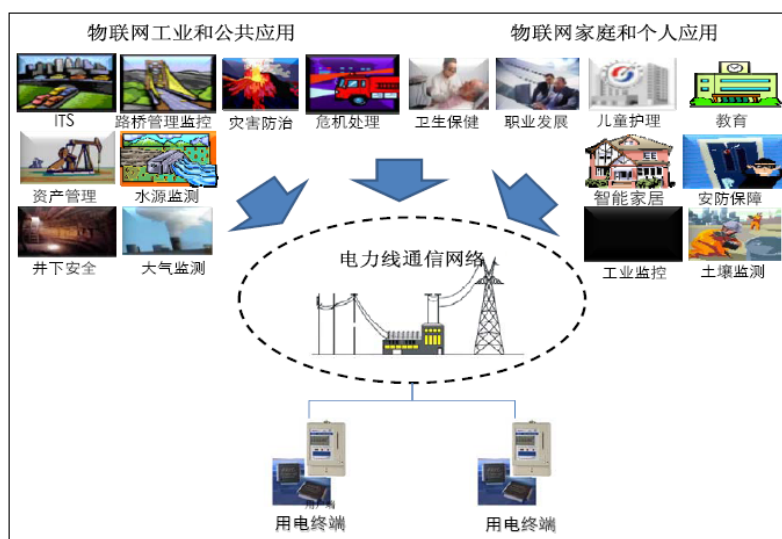 物联网工业和公共应用 物联网家庭和个人应用
ITS 路桥管理监控 灾害防治 危机处理 卫生保健 职业发展 儿童护理 教育
资产管理 水源监测 智能家居 安防保障
井下安全 大气监测 工业监控 土壤监测
电力线通信网络
用户端
用电终端 用电终端